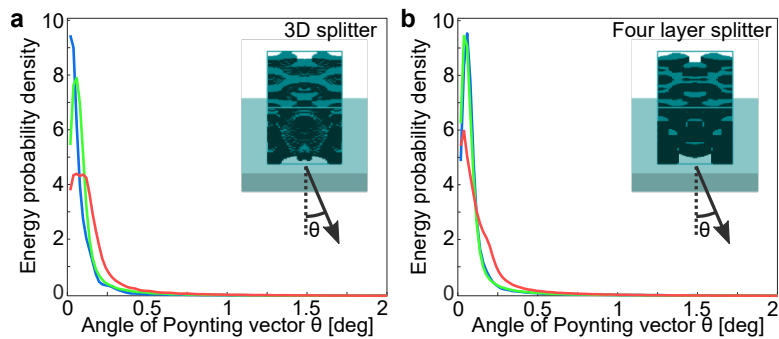 a
3D splitter
Energy probability density
10
8
6
4
2
0
θ
0 0.5 1 1.5 2
Angle of Poynting vector θ [deg]
b
Four layer splitter
Energy probability density
10
8
6
4
2
0
θ
0 0.5 1 1.5 2
Angle of Poynting vector θ [deg]